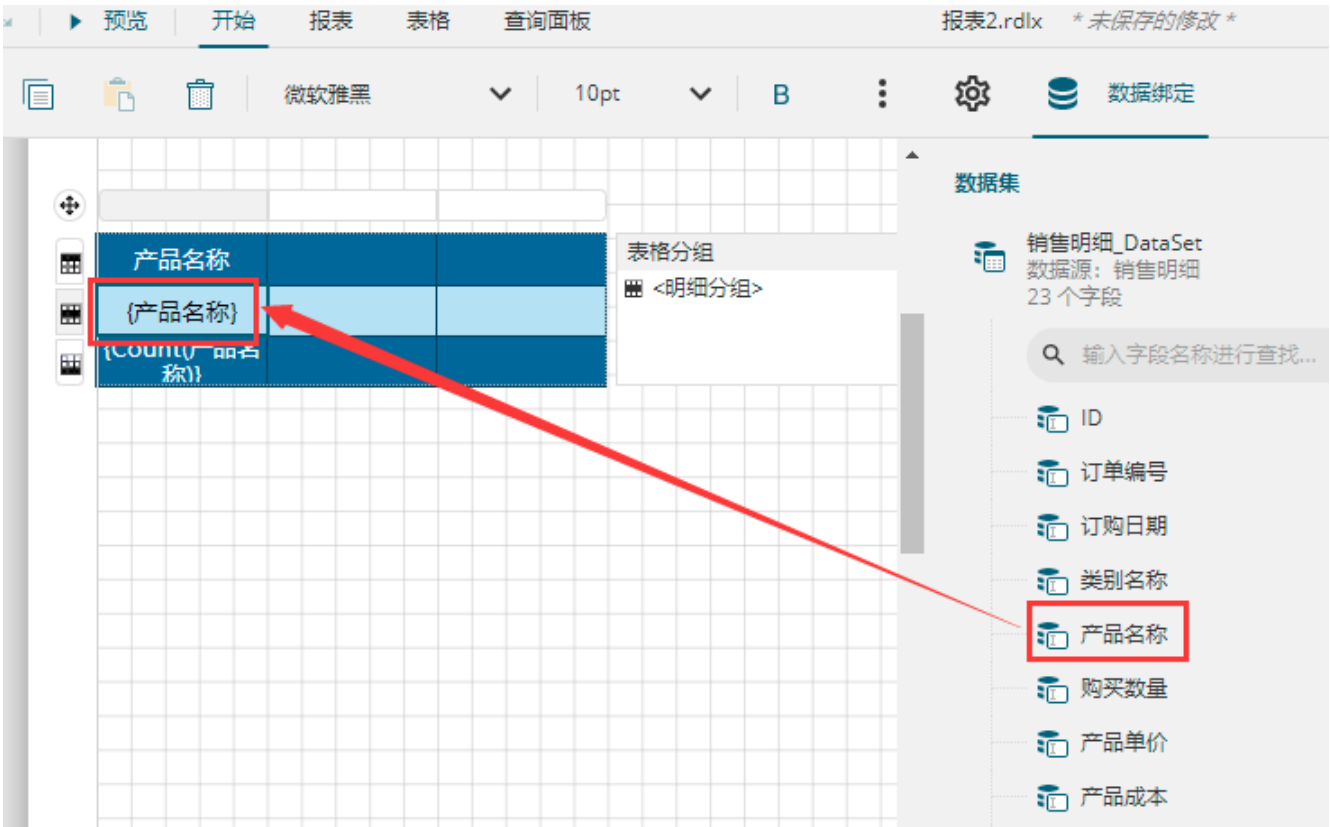 预览 开始 报表 表格 查询面板 报表2.rdlx * 未保存的修改 *
微软雅黑 10pt B 数据绑定
数据集
产品名称
{产品名称}
{Count(产品名
称)}
表格分组
<明细分组>
销售明细_DataSet
数据源：销售明细
23 个字段
输入字段名称进行查找...
ID
订单编号
订购日期
类别名称
产品名称
购买数量
产品单价
产品成本